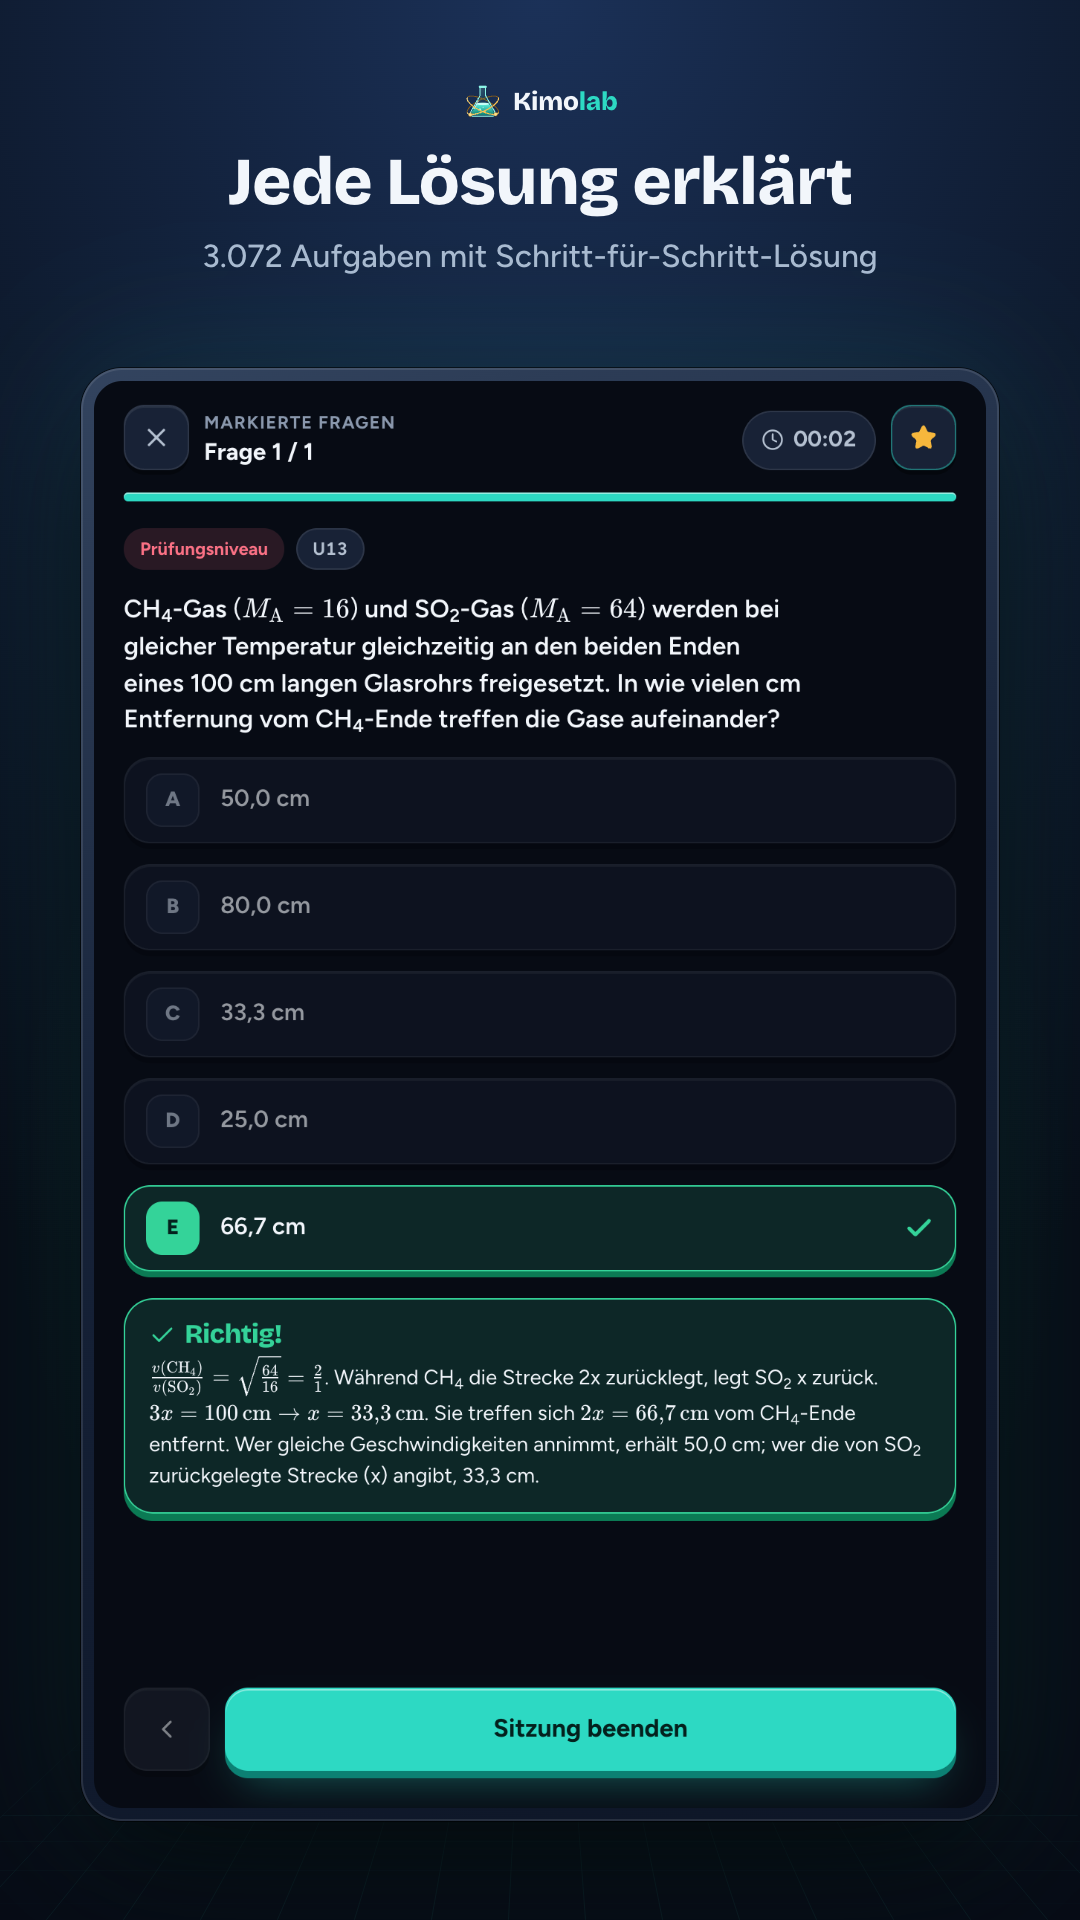 Kimolab
Jede Lösung erklärt
3.072 Aufgaben mit Schritt-für-Schritt-Lösung
MARKIERTE FRAGEN
Frage 1 / 1
00:02
Prüfungsniveau
U13
CH₄-Gas (M_A = 16) und SO₂-Gas (M_A = 64) werden bei
gleicher Temperatur gleichzeitig an den beiden Enden
eines 100 cm langen Glasrohrs freigesetzt. In wie vielen cm
Entfernung vom CH₄-Ende treffen die Gase aufeinander?
A 50,0 cm
B 80,0 cm
C 33,3 cm
D 25,0 cm
E 66,7 cm
Richtig!
v(CH₄)/v(SO₂) = √(64/16) = 2/1. Während CH₄ die Strecke 2x zurücklegt, legt SO₂ x zurück.
3x = 100 cm → x = 33,3 cm. Sie treffen sich 2x = 66,7 cm vom CH₄-Ende
entfernt. Wer gleiche Geschwindigkeiten annimmt, erhält 50,0 cm; wer die von SO₂
zurückgelegte Strecke (x) angibt, 33,3 cm.
Sitzung beenden